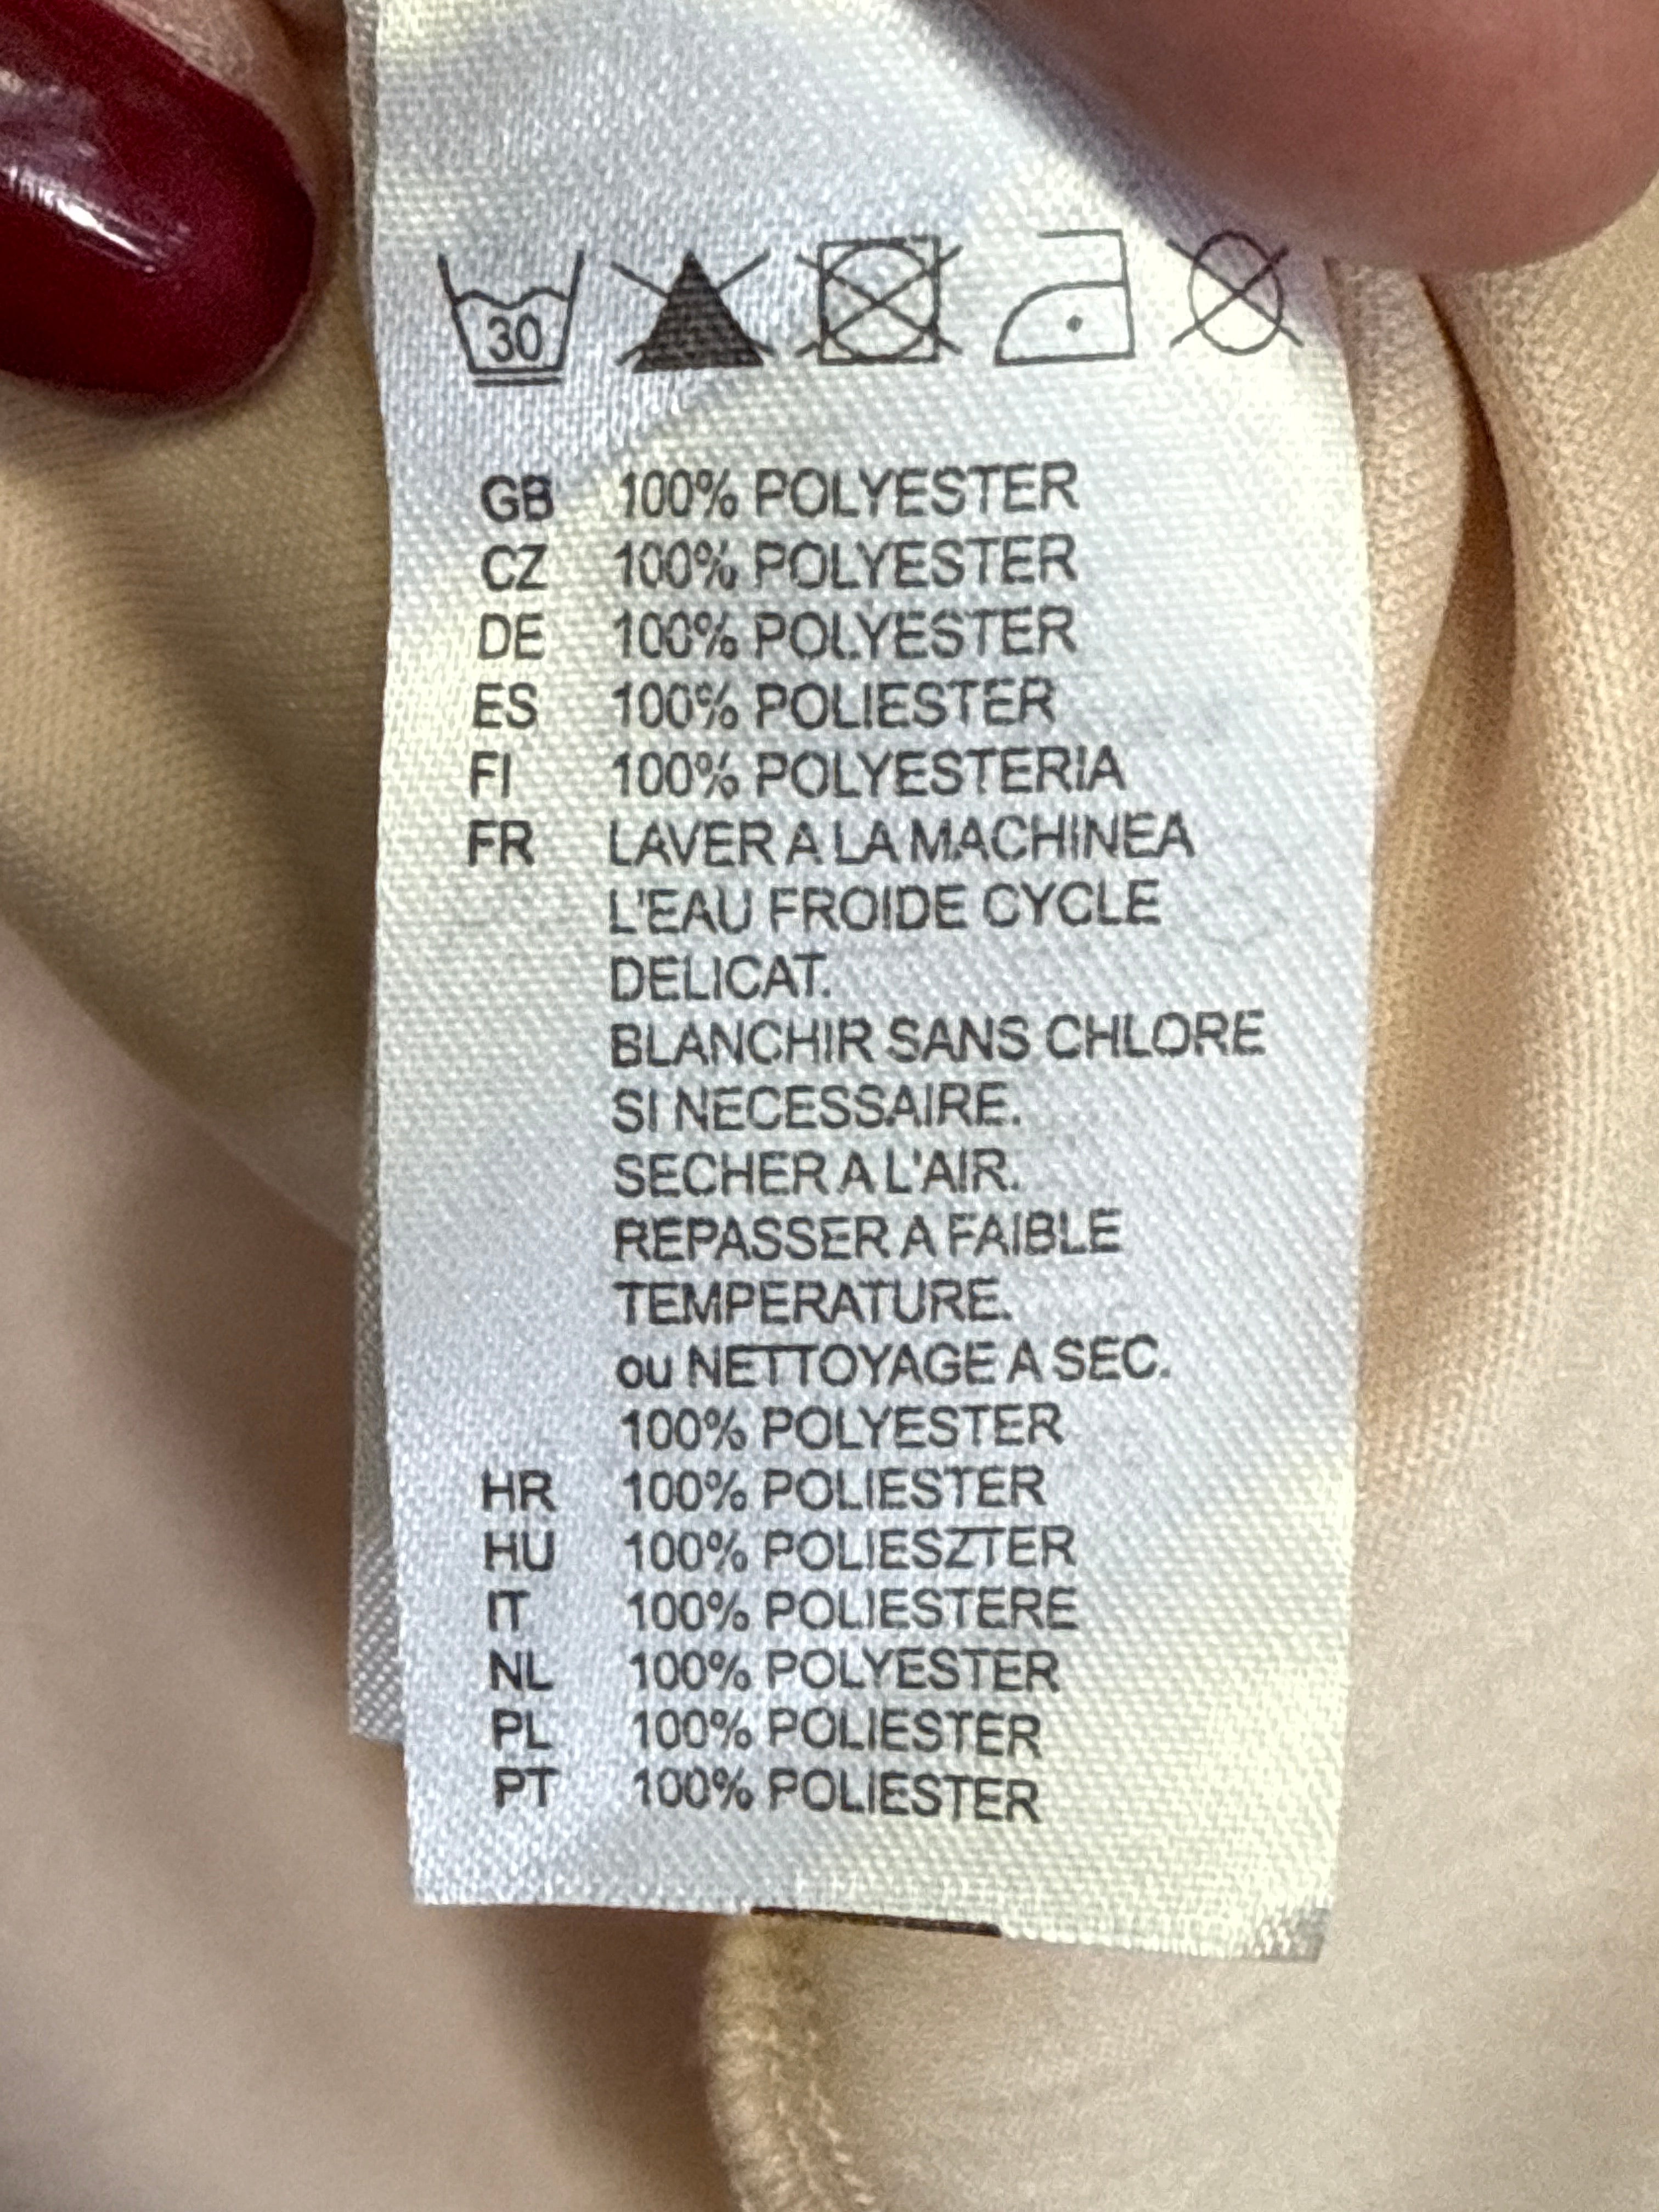 30
GB 100% POLYESTER
CZ 100% POLYESTER
DE 100% POLYESTER
ES 100% POLIESTER
FI 100% POLYESTERIA
FR LAVER A LA MACHINEA
L'EAU FROIDE CYCLE
DELICAT.
BLANCHIR SANS CHLORE
SI NECESSAIRE.
SECHER A L'AIR.
REPASSER A FAIBLE
TEMPERATURE.
ou NETTOYAGE A SEC.
100% POLYESTER
HR 100% POLIESTER
HU 100% POLIESZTER
IT 100% POLIESTERE
NL 100% POLYESTER
PL 100% POLIESTER
PT 100% POLIESTER